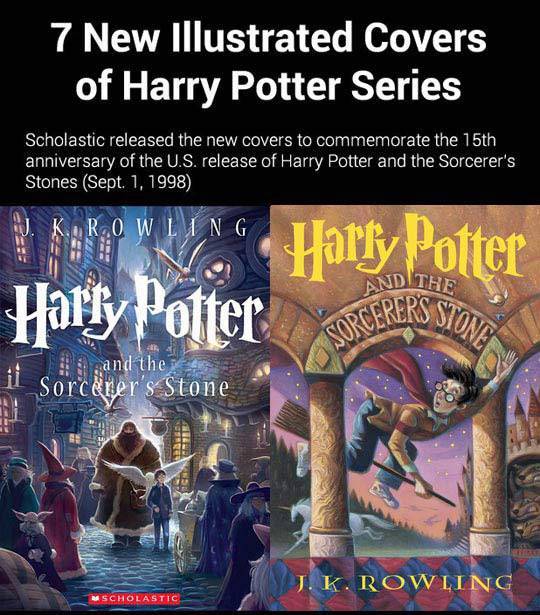 7 New Illustrated Covers
of Harry Potter Series
Scholastic released the new covers to commemorate the 15th
anniversary of the U.S. release of Harry Potter and the Sorcerer's
Stones (Sept. 1, 1998)
J. K. ROWLING
Harry Potter
and the
Sorcerer's Stone
SCHOLASTIC
Harry Potter
AND THE
SORCERER'S STONE
J. K. ROWLING